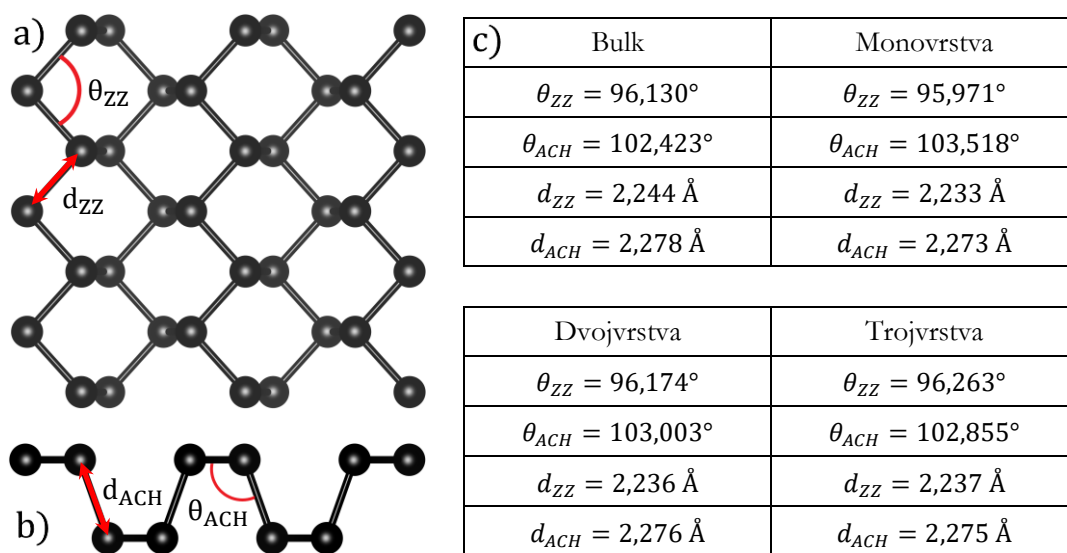 a)
θZZ
dZZ
b)
dACH
θACH
c)
Bulk Monovrstva
θZZ = 96,130° θZZ = 95,971°
θACH = 102,423° θACH = 103,518°
dZZ = 2,244 Å dZZ = 2,233 Å
dACH = 2,278 Å dACH = 2,273 Å
Dvojvrstva Trojvrstva
θZZ = 96,174° θZZ = 96,263°
θACH = 103,003° θACH = 102,855°
dZZ = 2,236 Å dZZ = 2,237 Å
dACH = 2,276 Å dACH = 2,275 Å